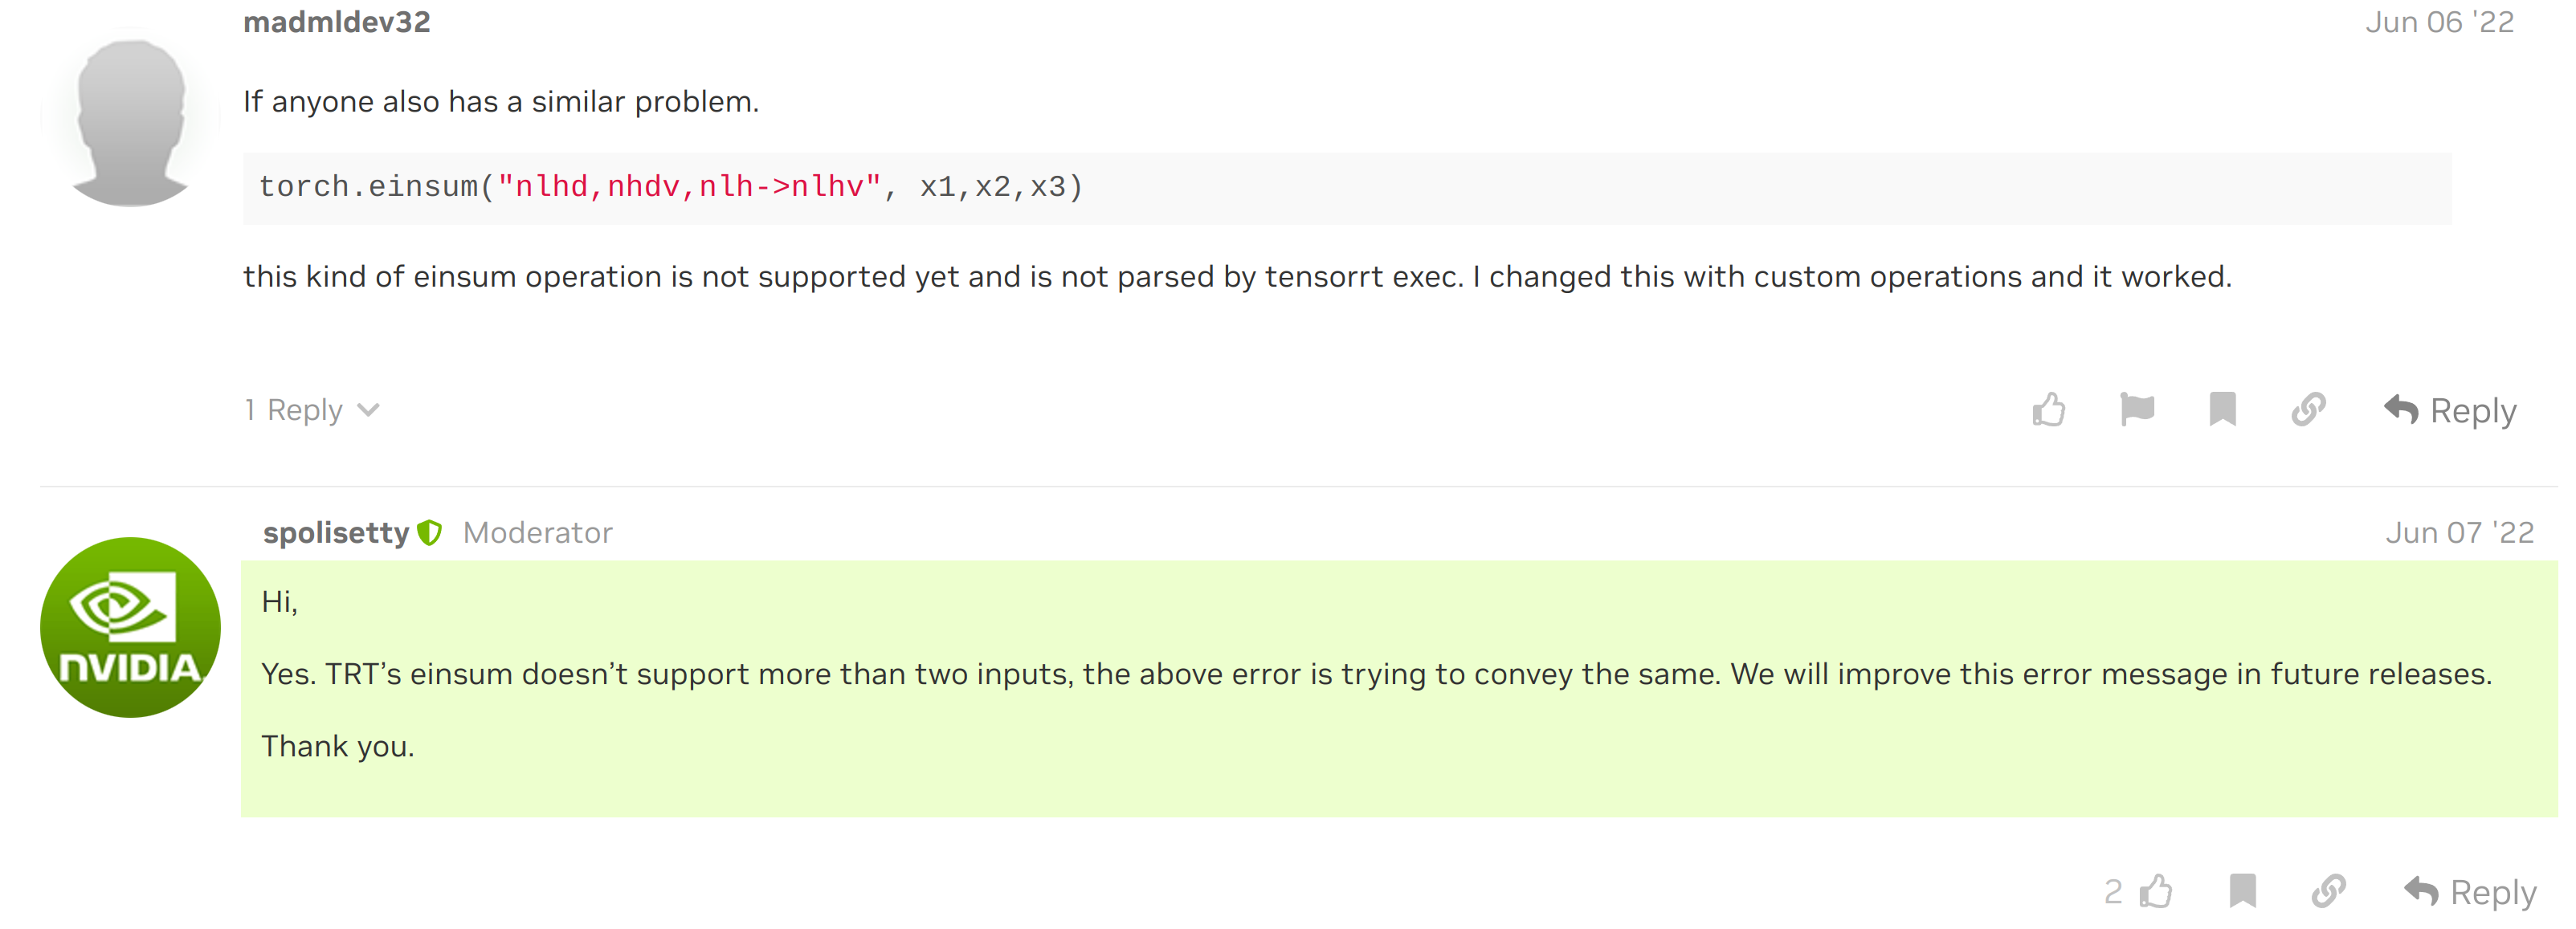 madmldev32
Jun 06 '22
If anyone also has a similar problem.
torch.einsum("nlhd,nhdv,nlh->nlhv", x1,x2,x3)
this kind of einsum operation is not supported yet and is not parsed by tensorrt exec. I changed this with custom operations and it worked.
1 Reply
Reply
spolisetty Moderator
Jun 07 '22
NVIDIA.
Hi,
Yes. TRT’s einsum doesn’t support more than two inputs, the above error is trying to convey the same. We will improve this error message in future releases.
Thank you.
2
Reply